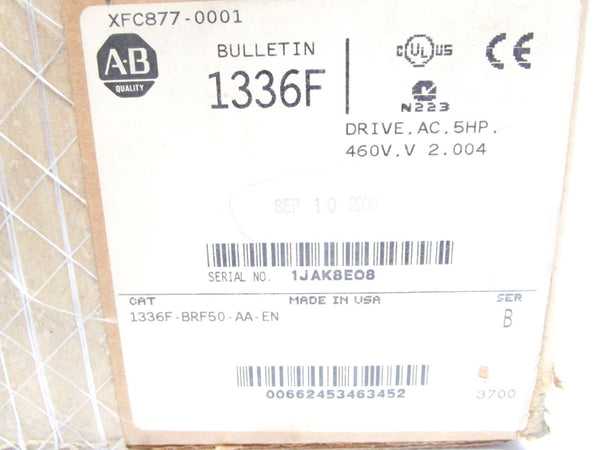 XFC877-0001
A-B
QUALITY
BULLETIN
1336F
c UL us
CE
N223
DRIVE, AC, 5HP,
460V, V 2.004
SEP 10
SERIAL NO. 1JAK8EO8
CAT MADE IN USA SER
1336F-BRF50-AA-EN B
00662453463452
3700